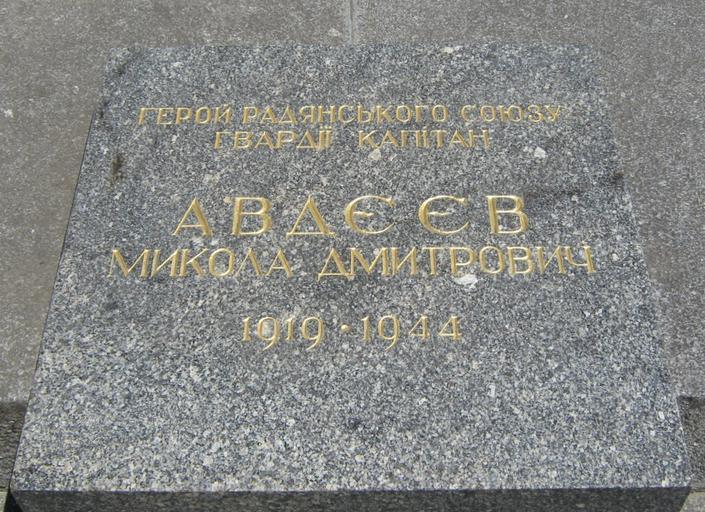 ГЕРОЙ РАДЯНСЬКОГО СОЮЗУ
ГВАРДІЇ КАПІТАН
АВДЄЄВ
МИКОЛА ДМИТРОВИЧ
1919 · 1944